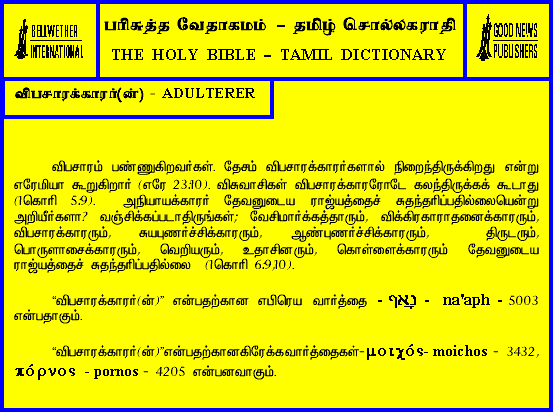 BELLWETHER
INTERNATIONAL
பரிசுத்த வேதாகமம் – தமிழ் சொல்லகராதி
THE HOLY BIBLE – TAMIL DICTIONARY
GOOD NEWS
PUBLISHERS
விபசாரக்காரர்(ன்) - ADULTERER
விபசாரம் பண்ணுகிறவர்கள். தேசம் விபசாரக்காரர்களால் நிறைந்திருக்கிறது என்று
எரேமியா கூறுகிறார் (எரே 23:10). விசுவாசிகள் விபசாரக்காரரோடே கலந்திருக்கக் கூடாது
(1கொரி 5:9). அநியாயக்காரர் தேவனுடைய ராஜ்யத்தைச் சுதந்தரிப்பதில்லையென்று
அறியீர்களா? வஞ்சிக்கப்படாதிருங்கள்; வேசிமார்க்கத்தாரும், விக்கிரகாராதனைக்காரரும்,
விபசாரக்காரரும், சுயபுணர்ச்சிக்காரரும், ஆண்புணர்ச்சிக்காரரும், திருடரும்,
பொருளாசைக்காரரும், வெறியரும், உதாசினரும், கொள்ளைக்காரரும் தேவனுடைய
ராஜ்யத்தைச் சுதந்தரிப்பதில்லை (1கொரி 6:9,10).
“விபசாரக்காரர்(ன்)” என்பதற்கான எபிரெய வார்த்தை - נָאַף - na'aph - 5003
என்பதாகும்.
“விபசாரக்காரர்(ன்)”என்பதற்கானகிரேக்கவார்த்தைகள்-μοιχός- moichos - 3432,
πόρνος - pornos - 4205 என்பனவாகும்.